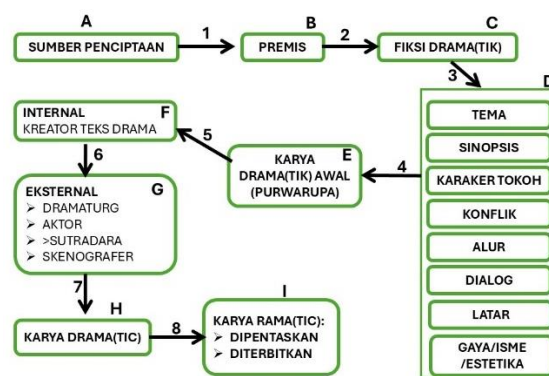 A
SUMBER PENCIPTAAN
1
B
PREMIS
2
C
FIKSI DRAMA(TIK)
3
D
TEMA
SINOPSIS
KARAKER TOKOH
KONFLIK
ALUR
DIALOG
LATAR
GAYA/ISME
/ESTETIKA
4
E
KARYA
DRAMA(TIK) AWAL
(PURWARUPA)
5
F
INTERNAL
KREATOR TEKS DRAMA
6
G
EKSTERNAL
➢ DRAMATURG
➢ AKTOR
➢ >SUTRADARA
➢ SKENOGRAFER
7
H
KARYA DRAMA(TIC)
8
I
KARYA RAMA(TIC):
➢ DIPENTASKAN
➢ DITERBITKAN